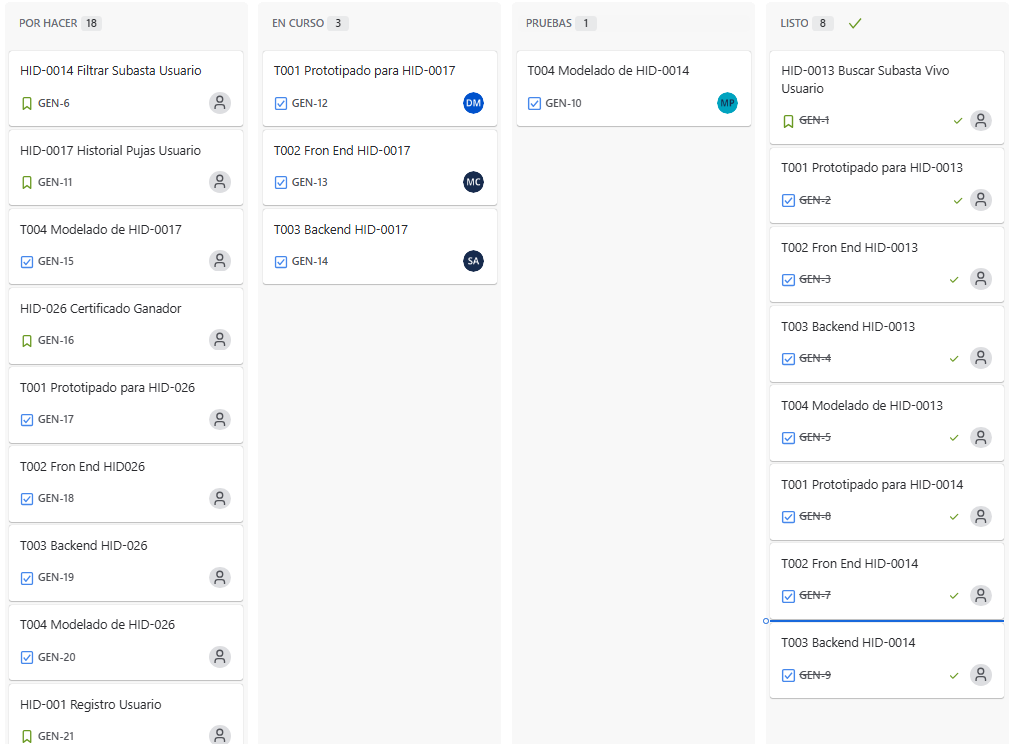 POR HACER 18
HID-0014 Filtrar Subasta Usuario
GEN-6
HID-0017 Historial Pujas Usuario
GEN-11
T004 Modelado de HID-0017
GEN-15
HID-026 Certificado Ganador
GEN-16
T001 Prototipado para HID-026
GEN-17
T002 Fron End HID026
GEN-18
T003 Backend HID-026
GEN-19
T004 Modelado de HID-026
GEN-20
HID-001 Registro Usuario
GEN-21
EN CURSO 3
T001 Prototipado para HID-0017
GEN-12 DM
T002 Fron End HID-0017
GEN-13 MC
T003 Backend HID-0017
GEN-14 SA
PRUEBAS 1
T004 Modelado de HID-0014
GEN-10 MP
LISTO 8
HID-0013 Buscar Subasta Vivo
Usuario
GEN-1
T001 Prototipado para HID-0013
GEN-2
T002 Fron End HID-0013
GEN-3
T003 Backend HID-0013
GEN-4
T004 Modelado de HID-0013
GEN-5
T001 Prototipado para HID-0014
GEN-8
T002 Fron End HID-0014
GEN-7
T003 Backend HID-0014
GEN-9